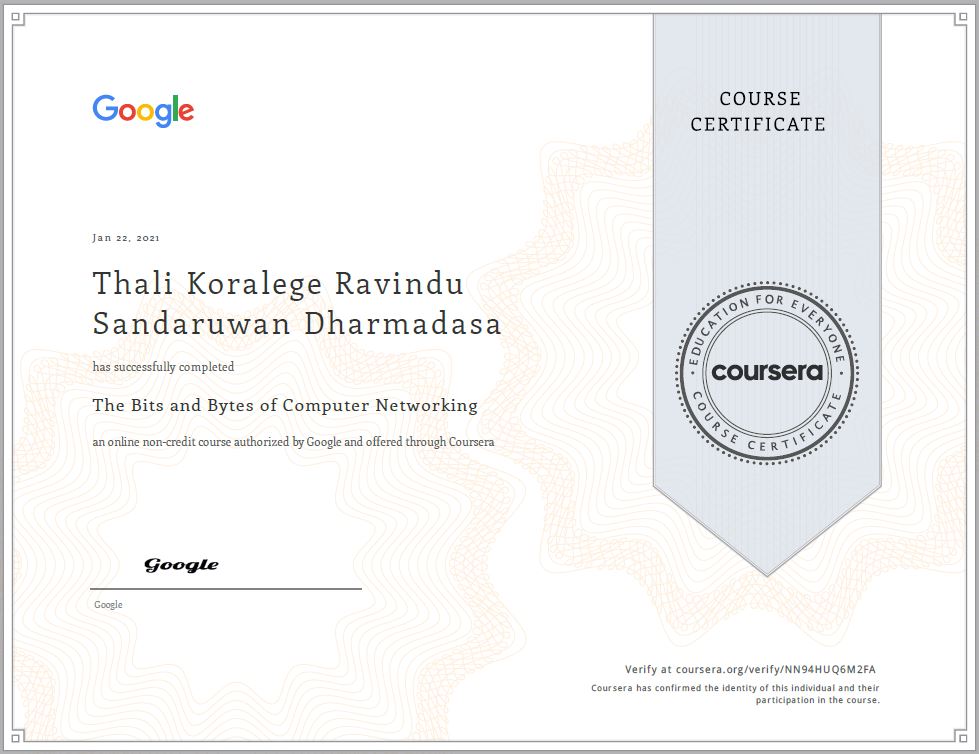 Google
COURSE
CERTIFICATE
Jan 22, 2021
Thali Koralege Ravindu
Sandaruwan Dharmadasa
has successfully completed
The Bits and Bytes of Computer Networking
an online non-credit course authorized by Google and offered through Coursera
EDUCATION FOR EVERYONE
coursera
COURSE CERTIFICATE
Google
Google
Verify at coursera.org/verify/NN94HUQ6M2FA
Coursera has confirmed the identity of this individual and their
participation in the course.